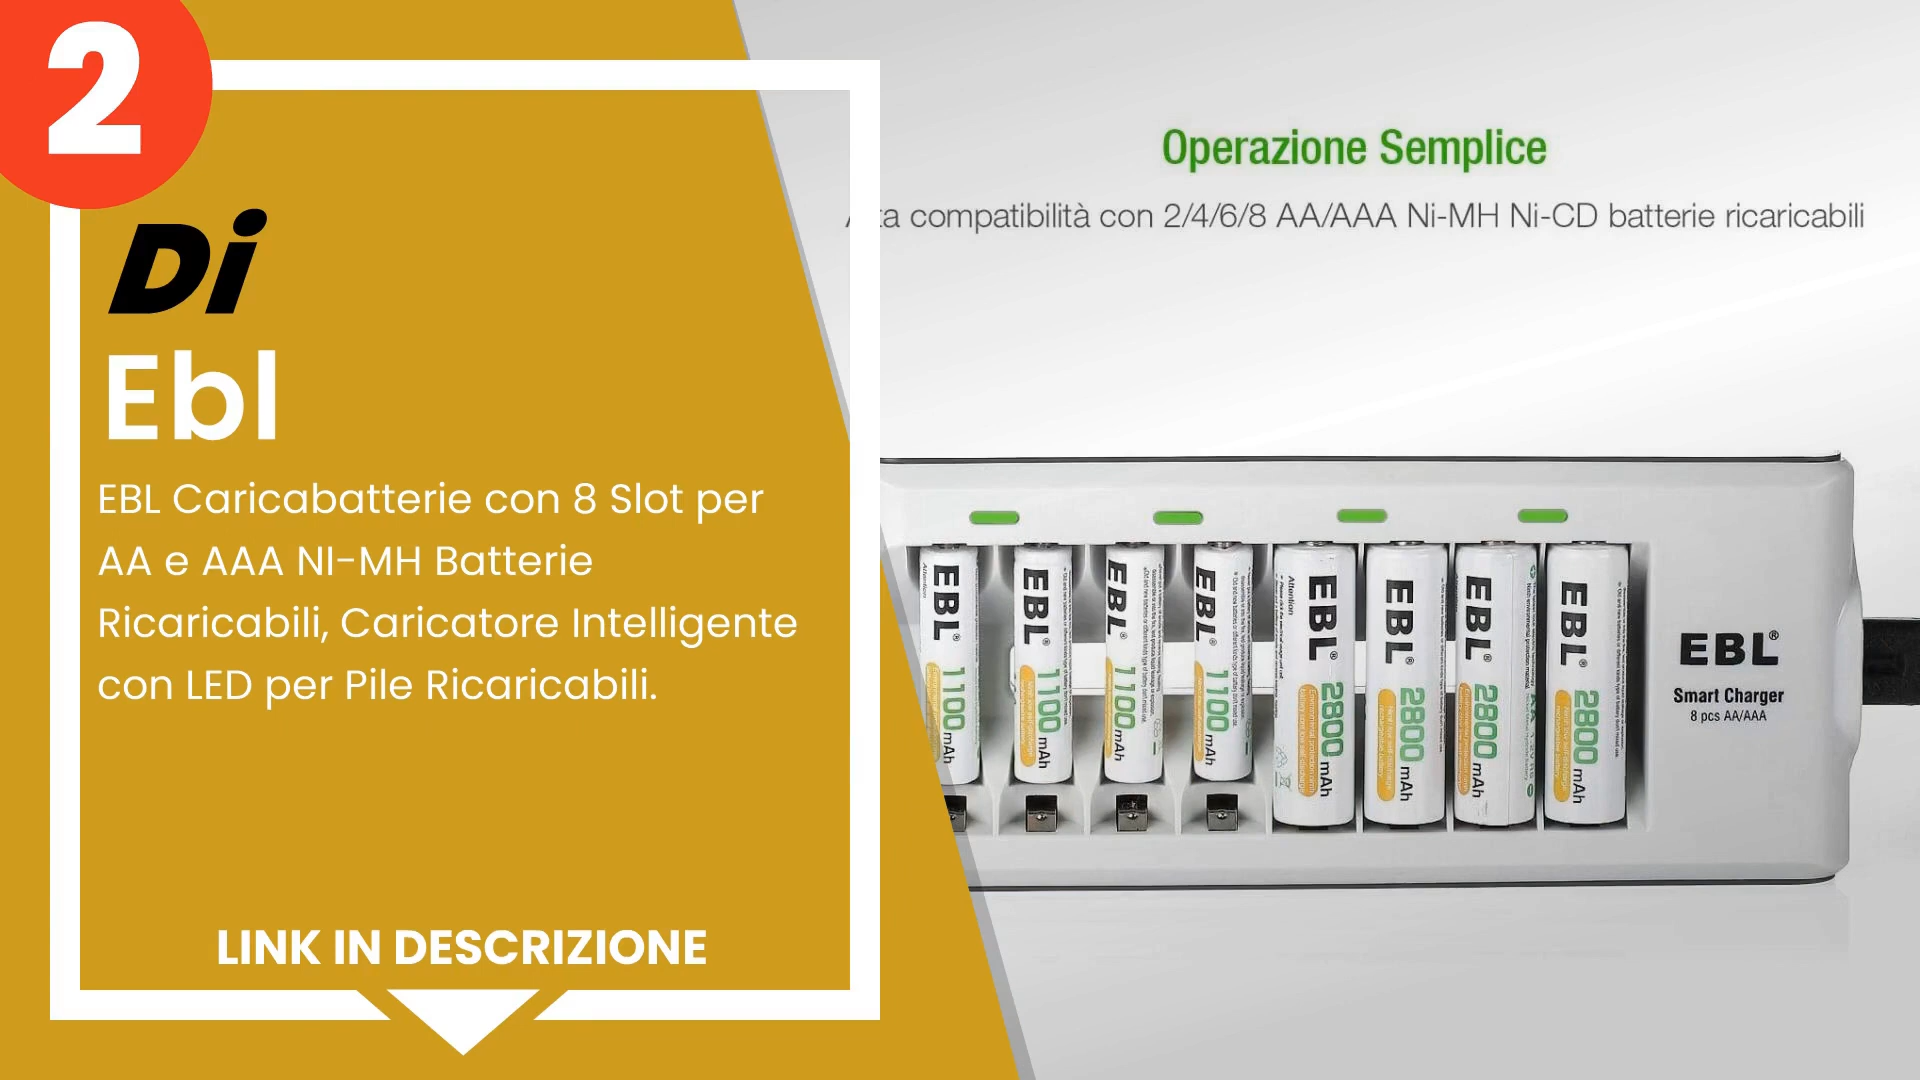 2
Di
Ebl
EBL Caricabatterie con 8 Slot per
AA e AAA NI-MH Batterie
Ricaricabili, Caricatore Intelligente
con LED per Pile Ricaricabili.
LINK IN DESCRIZIONE
Operazione Semplice
compatibilità con 2/4/6/8 AA/AAA Ni-MH Ni-CD batterie ricaricabili
EBL® 1100 mAh
EBL® 1100 mAh
EBL® 1100 mAh
EBL® 1100 mAh
EBL® 2800 mAh
EBL® 2800 mAh
EBL® 2800 mAh
EBL® 2800 mAh
EBL®
Smart Charger
8 pcs AA/AAA